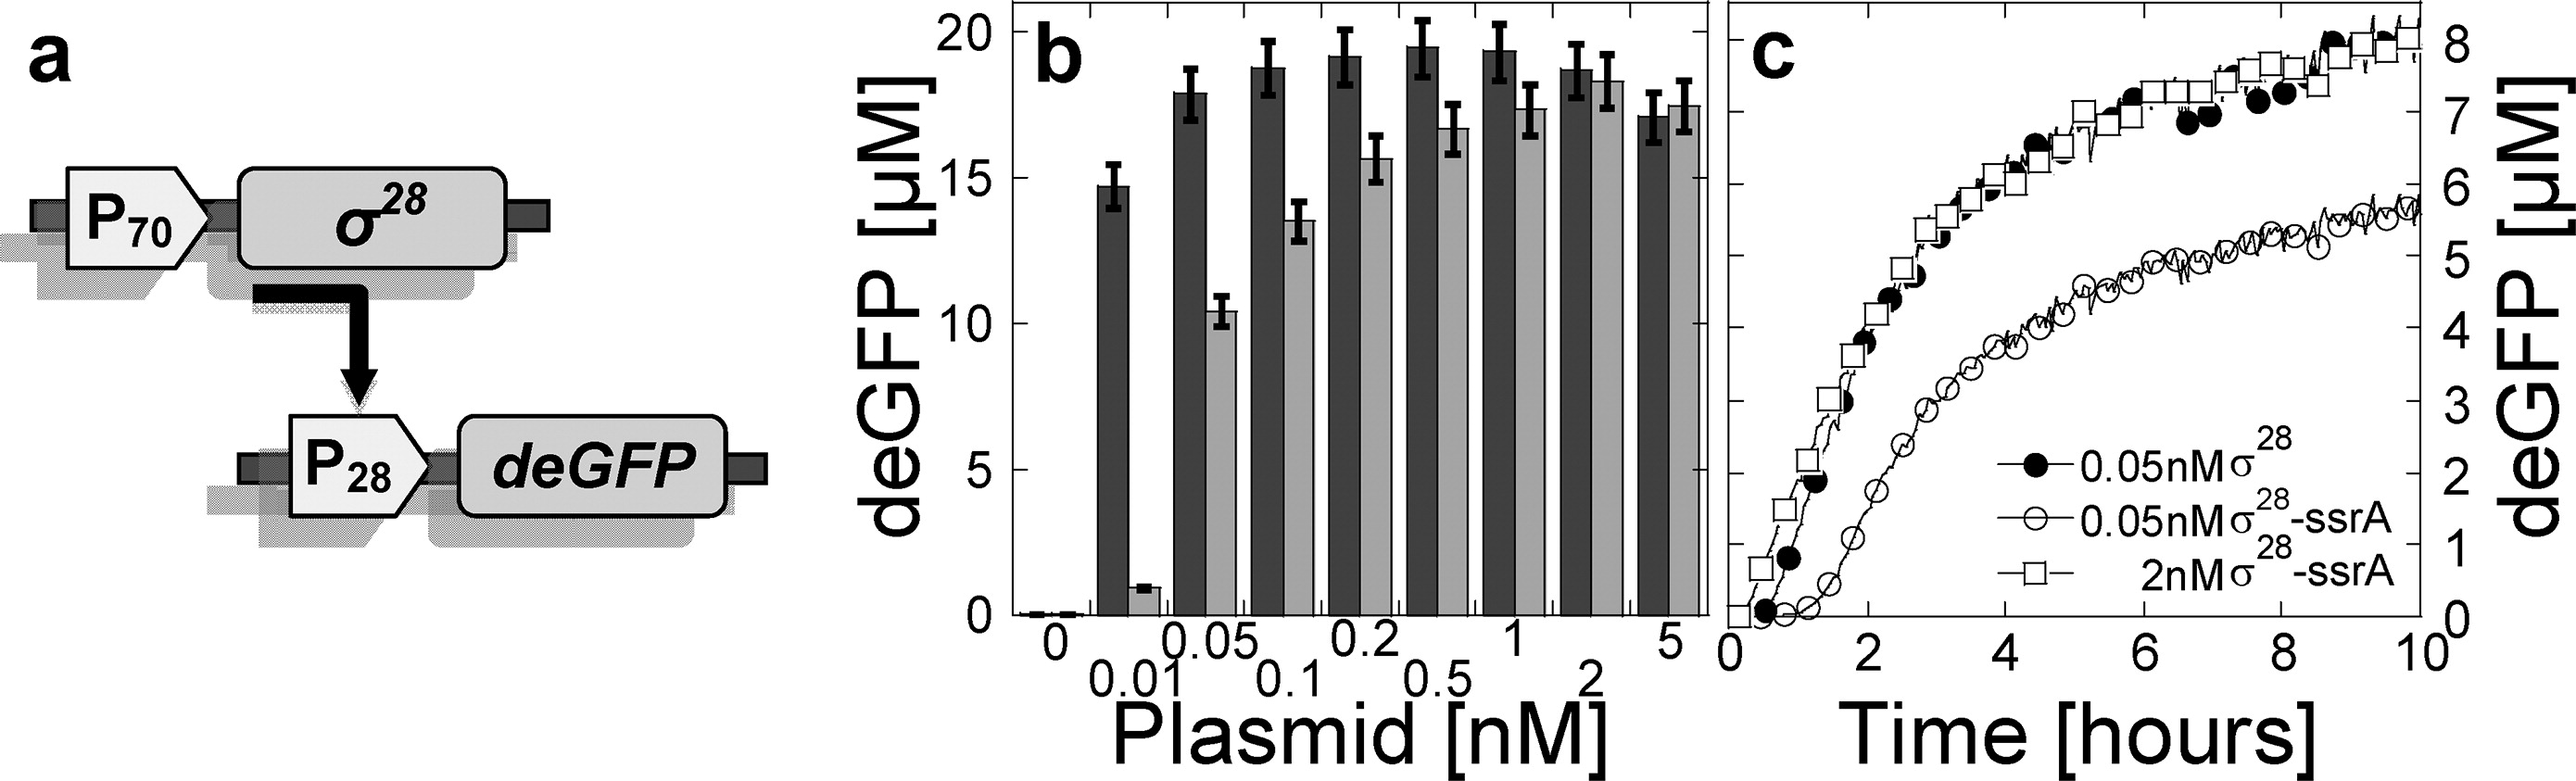 a
P70
σ28
P28
deGFP
b
deGFP [µM]
20
15
10
5
0
0
0.01
0.05
0.1
0.2
0.5
1
2
5
Plasmid [nM]
c
8
7
6
5
4
3
2
1
0
deGFP [µM]
0.05nM σ28
0.05nM σ28-ssrA
2nM σ28-ssrA
0
2
4
6
8
10
Time [hours]